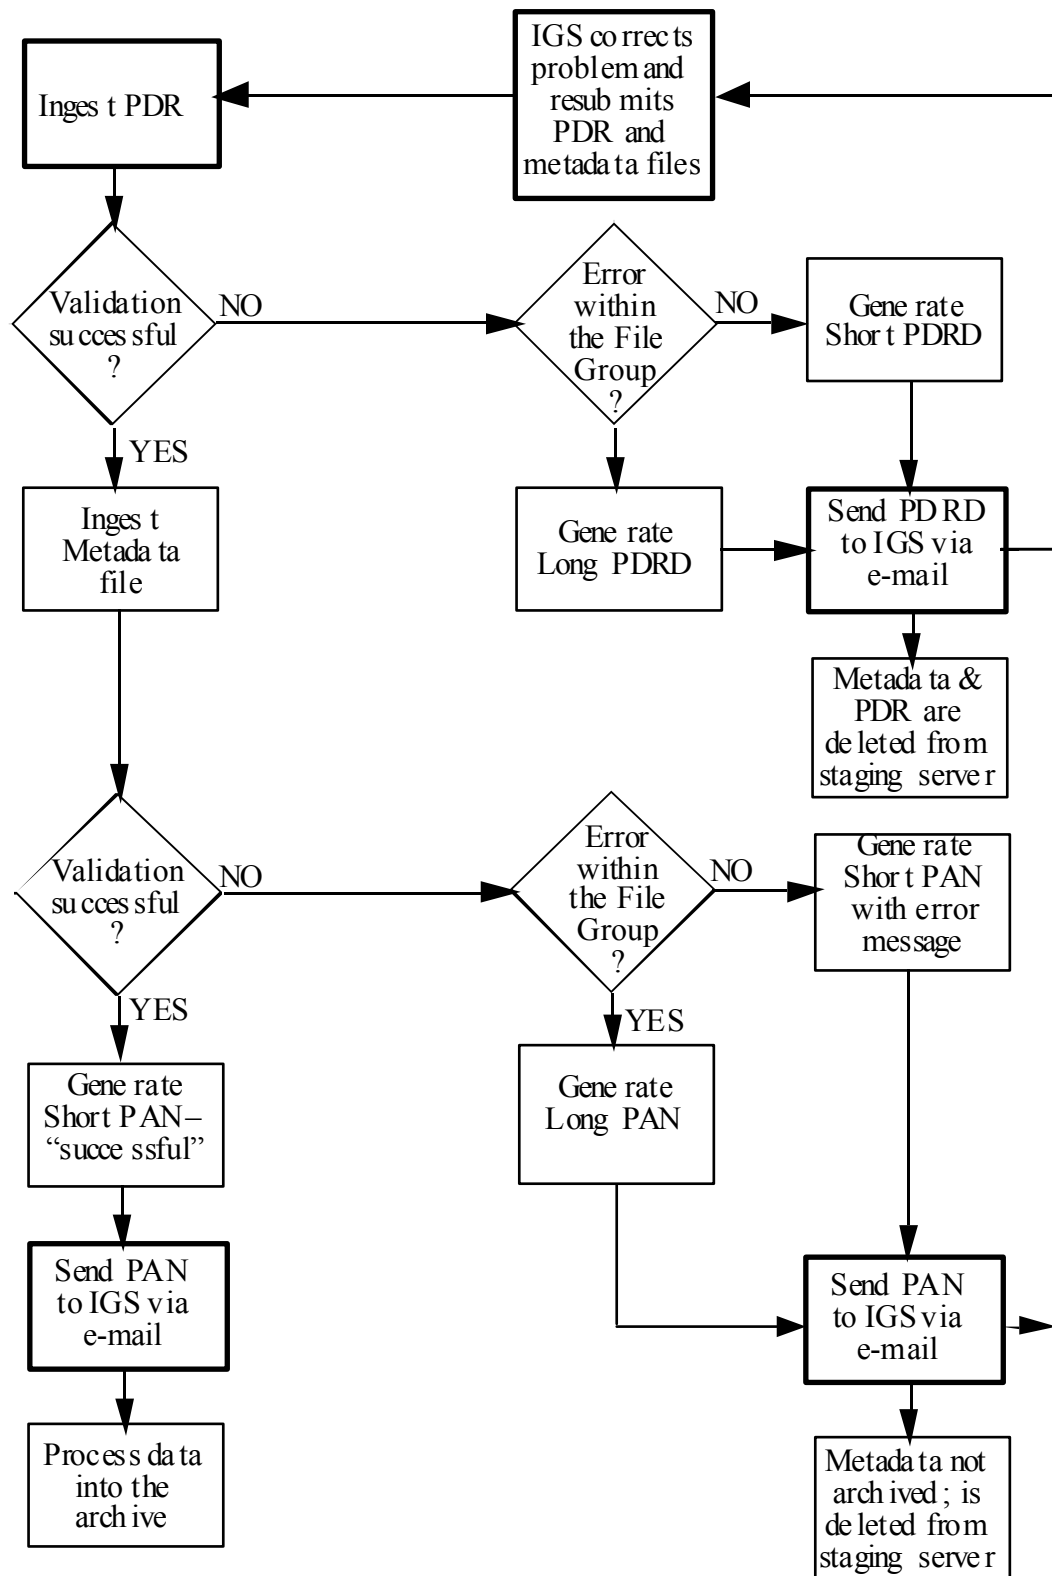 Ingest PDR
IGS corrects
problem and
resubmits
PDR and
metadata files
Validation
successful
?
NO
Error
within
the File
Group
?
NO
Generate
Short PDRD
YES
Ingest
Metadata
file
Generate
Long PDRD
Send PDRD
to IGS via
e-mail
Metadata &
PDR are
deleted from
staging server
Validation
successful
?
NO
Error
within
the File
Group
?
NO
Generate
Short PAN
with error
message
YES
YES
Generate
Short PAN–
“successful”
Generate
Long PAN
Send PAN
to IGS via
e-mail
Send PAN
to IGS via
e-mail
Process data
into the
archive
Metadata not
archived; is
deleted from
staging server